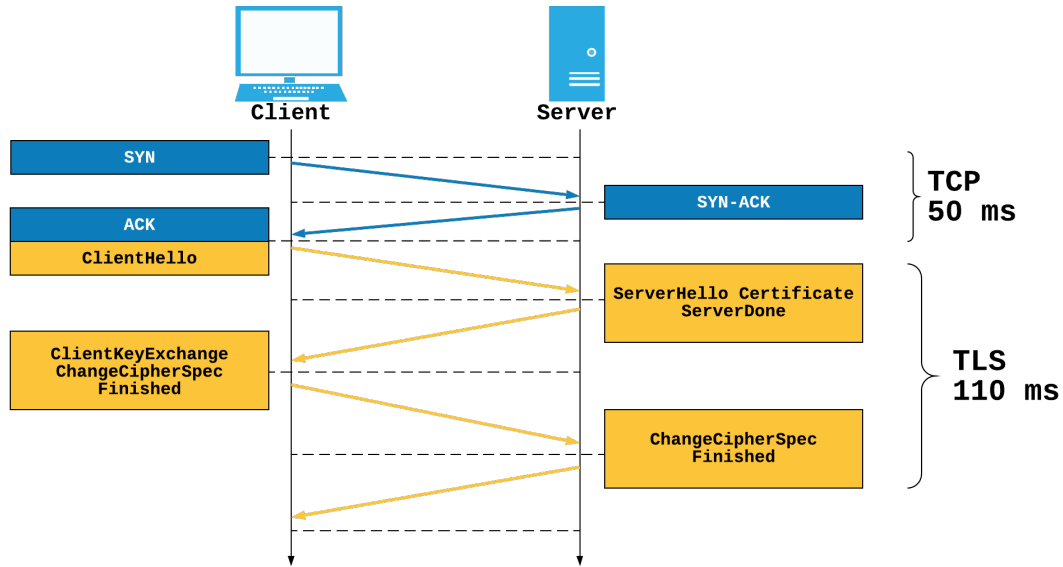 Client
Server
SYN
SYN-ACK
TCP
50 ms
ACK
ClientHello
ServerHello Certificate
ServerDone
ClientKeyExchange
ChangeCipherSpec
Finished
TLS
110 ms
ChangeCipherSpec
Finished